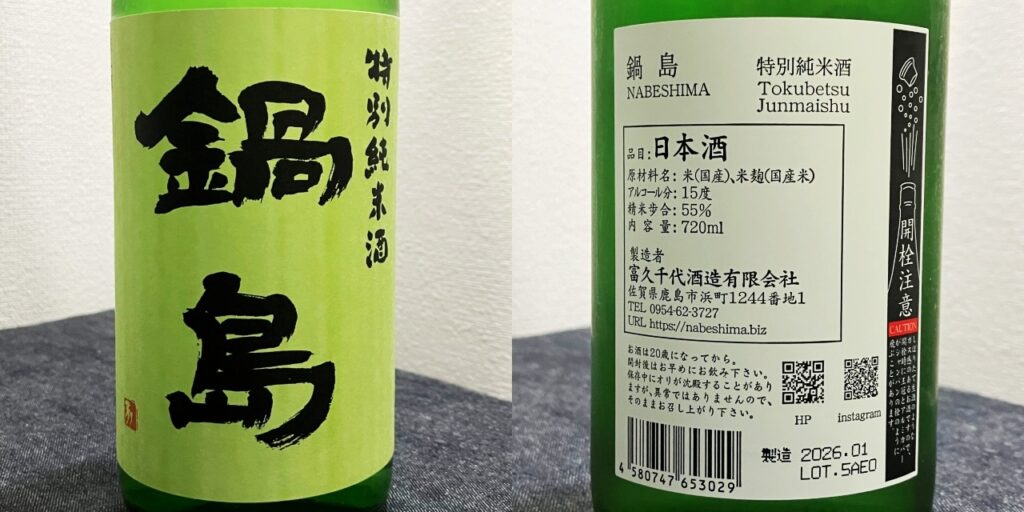 特別純米酒
鍋島
鍋島
NABESHIMA
特別純米酒
Tokubetsu
Junmaishu
品目:日本酒
原材料名:米(国産)、米麹(国産米)
アルコール分:15度
精米歩合:55%
内容量:720ml
製造者
富久千代酒造有限会社
佐賀県鹿島市浜町1244番地1
TEL 0954-62-3727
URL https://nabeshima.biz
お酒は20歳になってから。
開封後はお早めにお飲み下さい。
保存中にオリが沈殿することがあり
ますが、異常ではありませんので、
そのままお召し上がり下さい。
HP
instagram
4580747653029
製造 2026.01
LOT.5AE0
開栓注意
CAUTION